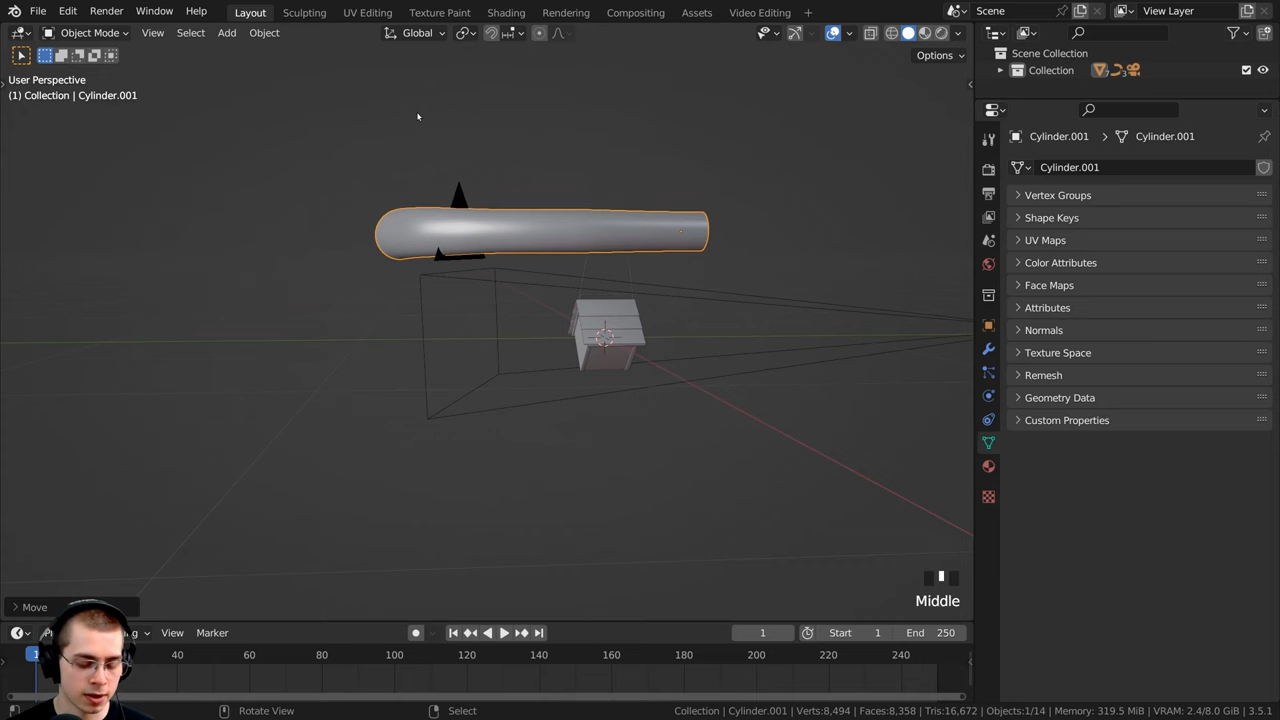 File Edit Render Window Help Layout Sculpting UV Editing Texture Paint Shading Rendering Compositing Assets Video Editing + Scene View Layer
Object Mode View Select Add Object Global
Options
User Perspective
(1) Collection | Cylinder.001
Scene Collection
Collection 7 3
Cylinder.001 > Cylinder.001
Cylinder.001
Vertex Groups
Shape Keys
UV Maps
Color Attributes
Face Maps
Attributes
Normals
Texture Space
Remesh
Geometry Data
Custom Properties
Middle
Move
View Marker 1 Start 1 End 250
1 40 60 80 100 120 140 160 180 200 220 240
Rotate View Select Collection | Cylinder.001 | Verts:8,494 | Faces:8,358 | Tris:16,672 | Objects:1/14 | Memory: 319.5 MiB | VRAM: 2.4/8.0 GiB | 3.5.1